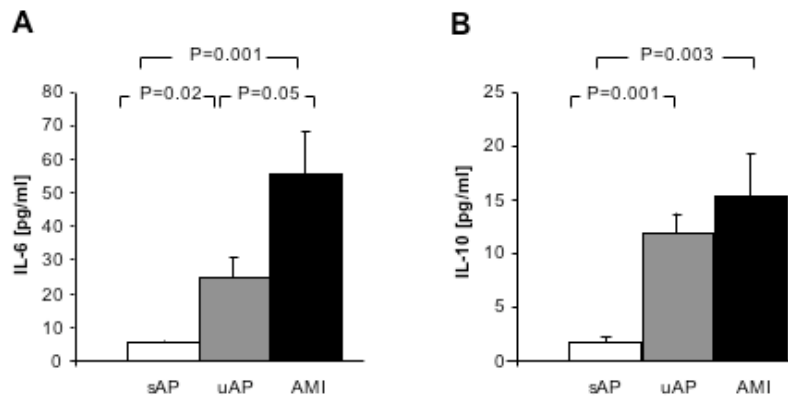 A
P=0.001
P=0.02
P=0.05
IL-6 [pg/ml]
80
70
60
50
40
30
20
10
0
sAP uAP AMI
B
P=0.003
P=0.001
IL-10 [pg/ml]
25
20
15
10
5
0
sAP uAP AMI